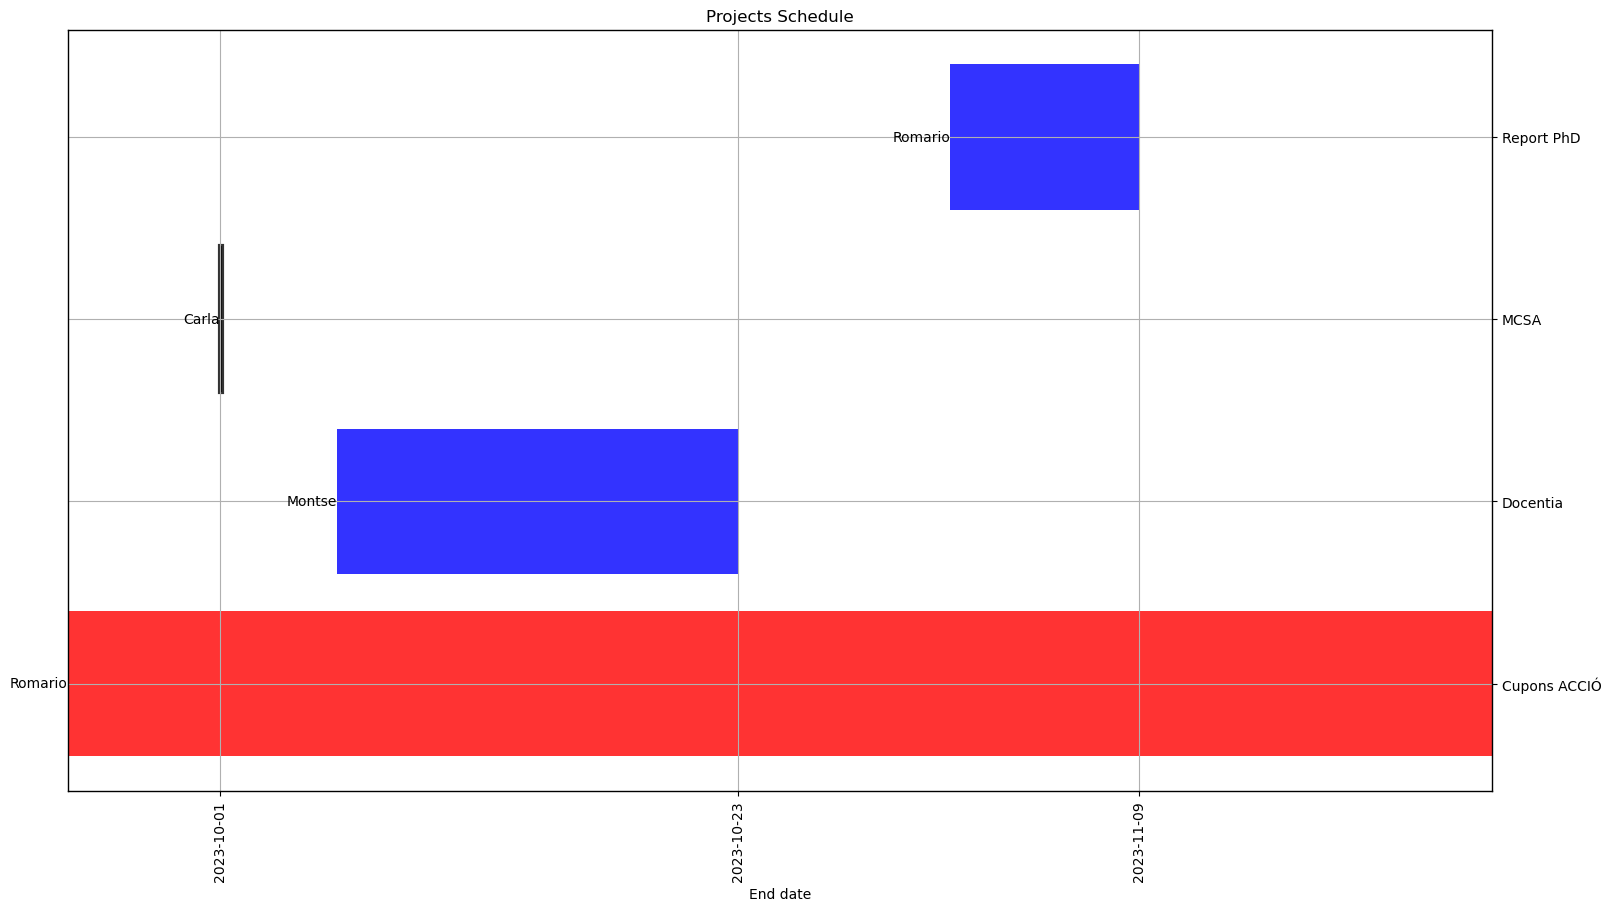 Projects Schedule
Romario
Report PhD
Carla
MCSA
Montse
Docentia
Romario
Cupons ACCIÓ
2023-10-01
2023-10-23
2023-11-09
End date